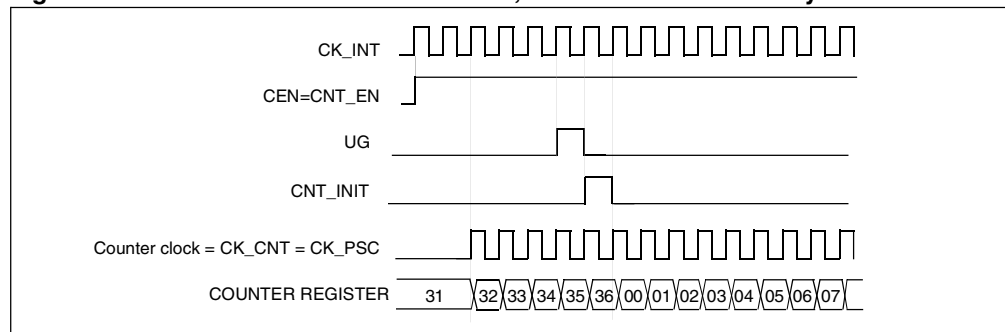 CK_INT
CEN=CNT_EN
UG
CNT_INIT
Counter clock = CK_CNT = CK_PSC
COUNTER REGISTER 31 32 33 34 35 36 00 01 02 03 04 05 06 07